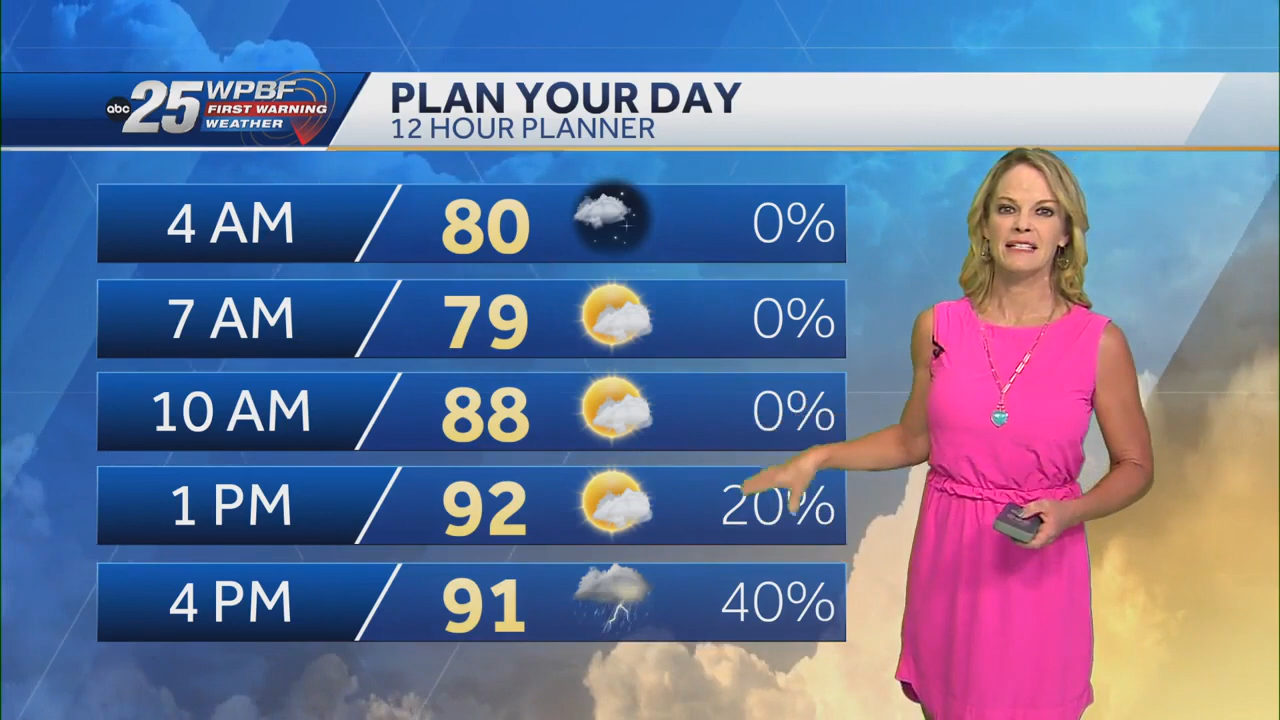 abc 25 WPBF
FIRST WARNING
WEATHER
PLAN YOUR DAY
12 HOUR PLANNER
4 AM 80 0%
7 AM 79 0%
10 AM 88 0%
1 PM 92 20%
4 PM 91 40%